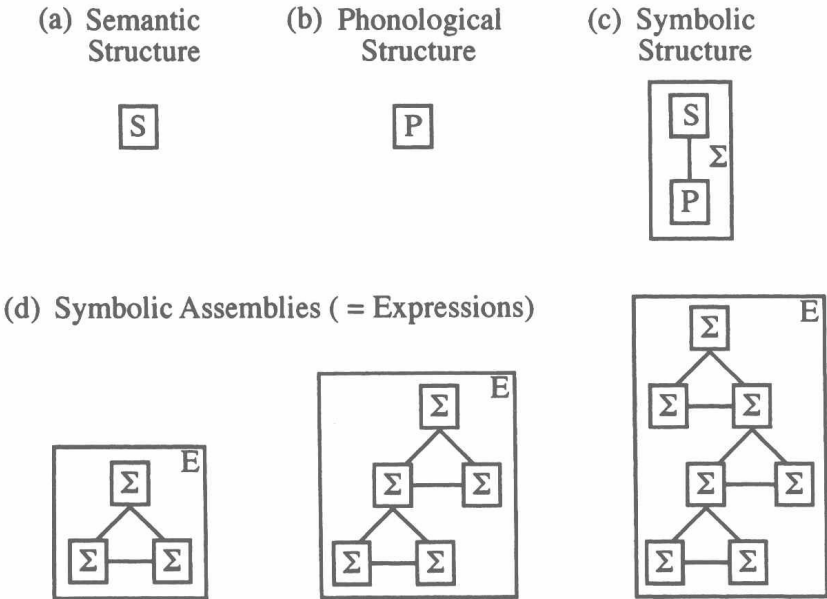 (a) Semantic Structure
(b) Phonological Structure
(c) Symbolic Structure
S
P
S
Σ
P
(d) Symbolic Assemblies ( = Expressions)
E
Σ
Σ Σ
E
Σ
Σ Σ
Σ Σ
E
Σ
Σ Σ
Σ Σ
Σ Σ